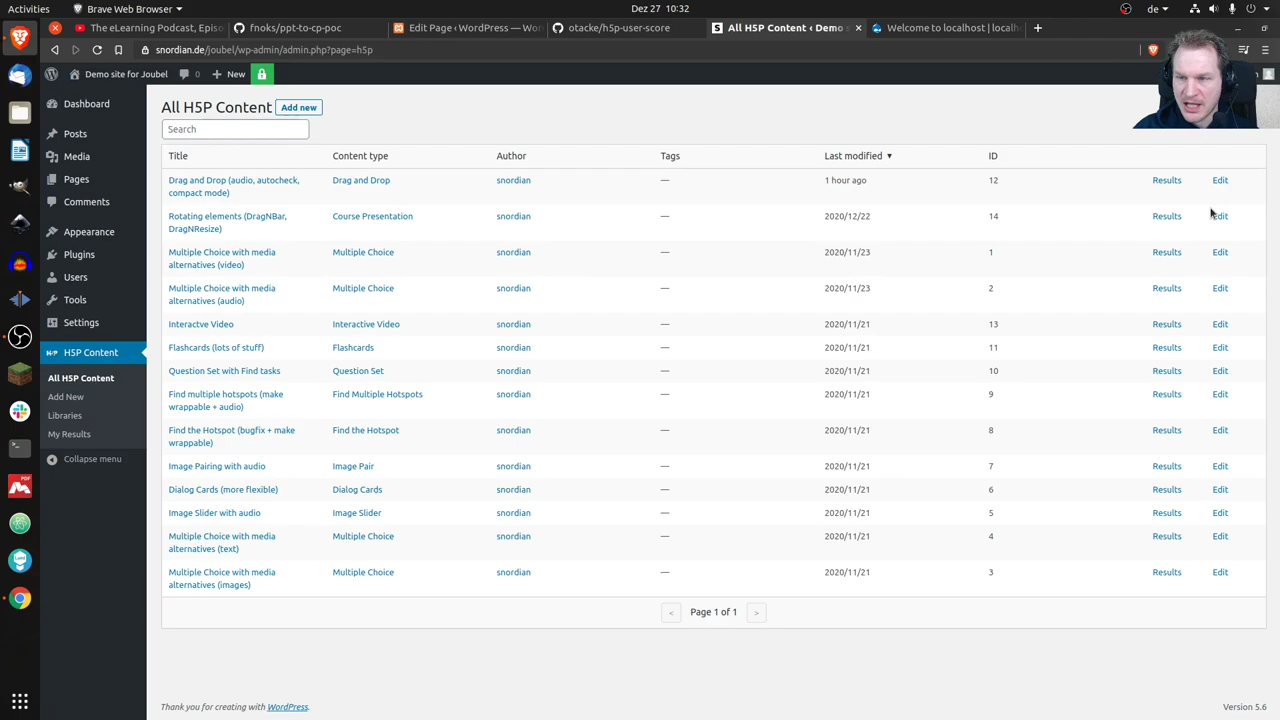 Activities
Brave Web Browser
Dez 27 10:32
de
The eLearning Podcast, Episo
fnoks/ppt-to-cp-poc
Edit Page WordPress — Wor
otacke/h5p-user-score
All H5P Content ‹ Demo s
Welcome to localhost | localh
snordian.de/joubel/wp-admin/admin.php?page=h5p
Demo site for Joubel
0
New
Dashboard
Posts
Media
Pages
Comments
Appearance
Plugins
Users
Tools
Settings
H5P Content
All H5P Content
Add New
Libraries
My Results
Collapse menu
All H5P Content Add new
Search
Title Content type Author Tags Last modified ▼ ID
Drag and Drop (audio, autocheck, compact mode) Drag and Drop snordian — 1 hour ago 12 Results Edit
Rotating elements (DragNBar, DragNResize) Course Presentation snordian — 2020/12/22 14 Results Edit
Multiple Choice with media alternatives (video) Multiple Choice snordian — 2020/11/23 1 Results Edit
Multiple Choice with media alternatives (audio) Multiple Choice snordian — 2020/11/23 2 Results Edit
Interactve Video Interactive Video snordian — 2020/11/21 13 Results Edit
Flashcards (lots of stuff) Flashcards snordian — 2020/11/21 11 Results Edit
Question Set with Find tasks Question Set snordian — 2020/11/21 10 Results Edit
Find multiple hotspots (make wrappable + audio) Find Multiple Hotspots snordian — 2020/11/21 9 Results Edit
Find the Hotspot (bugfix + make wrappable) Find the Hotspot snordian — 2020/11/21 8 Results Edit
Image Pairing with audio Image Pair snordian — 2020/11/21 7 Results Edit
Dialog Cards (more flexible) Dialog Cards snordian — 2020/11/21 6 Results Edit
Image Slider with audio Image Slider snordian — 2020/11/21 5 Results Edit
Multiple Choice with media alternatives (text) Multiple Choice snordian — 2020/11/21 4 Results Edit
Multiple Choice with media alternatives (images) Multiple Choice snordian — 2020/11/21 3 Results Edit
< Page 1 of 1 >
Thank you for creating with WordPress.
Version 5.6